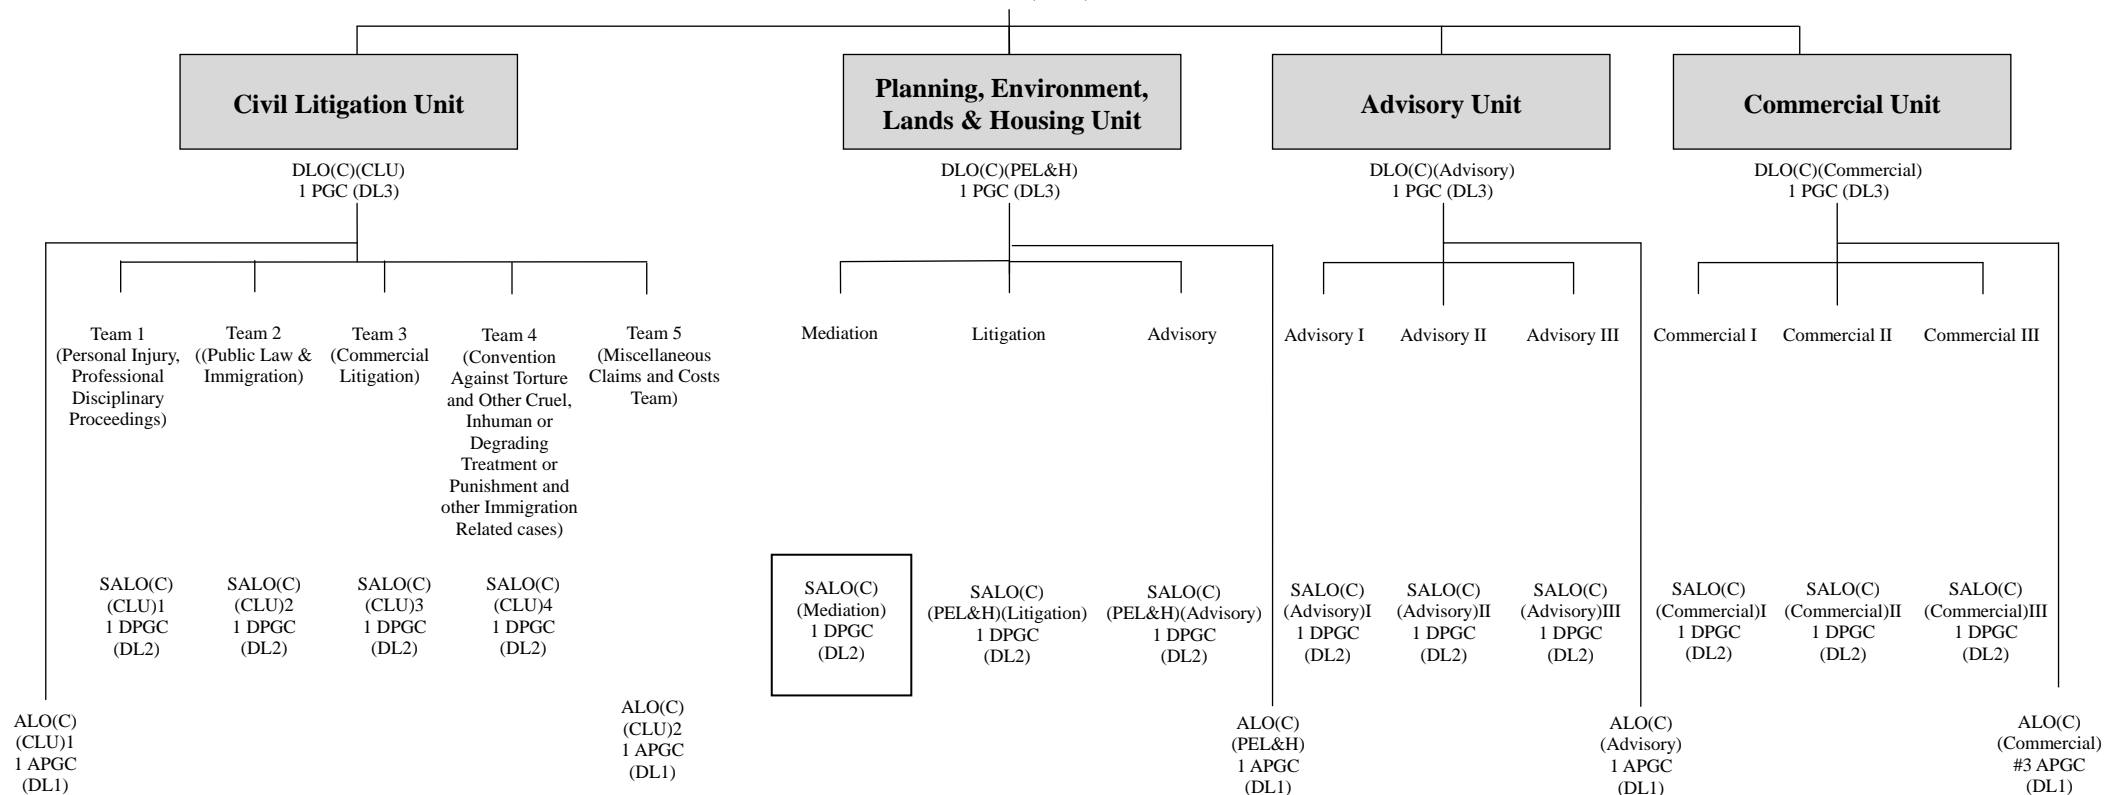 Civil Litigation Unit
DLO(C)(CLU)
1 PGC (DL3)
Team 1
(Personal Injury,
Professional
Disciplinary
Proceedings)
SALO(C)
(CLU)1
1 DPGC
(DL2)
Team 2
((Public Law &
Immigration)
SALO(C)
(CLU)2
1 DPGC
(DL2)
Team 3
(Commercial
Litigation)
SALO(C)
(CLU)3
1 DPGC
(DL2)
Team 4
(Convention
Against Torture
and Other Cruel,
Inhuman or
Degrading
Treatment or
Punishment and
other Immigration
Related cases)
SALO(C)
(CLU)4
1 DPGC
(DL2)
Team 5
(Miscellaneous
Claims and Costs
Team)
ALO(C)
(CLU)2
1 APGC
(DL1)
ALO(C)
(CLU)1
1 APGC
(DL1)
Planning, Environment,
Lands & Housing Unit
DLO(C)(PEL&H)
1 PGC (DL3)
Mediation
SALO(C)
(Mediation)
1 DPGC
(DL2)
Litigation
SALO(C)
(PEL&H)(Litigation)
1 DPGC
(DL2)
Advisory
SALO(C)
(PEL&H)(Advisory)
1 DPGC
(DL2)
ALO(C)
(PEL&H)
1 APGC
(DL1)
Advisory Unit
DLO(C)(Advisory)
1 PGC (DL3)
Advisory I
SALO(C)
(Advisory)I
1 DPGC
(DL2)
Advisory II
SALO(C)
(Advisory)II
1 DPGC
(DL2)
Advisory III
SALO(C)
(Advisory)III
1 DPGC
(DL2)
ALO(C)
(Advisory)
1 APGC
(DL1)
Commercial Unit
DLO(C)(Commercial)
1 PGC (DL3)
Commercial I
SALO(C)
(Commercial)I
1 DPGC
(DL2)
Commercial II
SALO(C)
(Commercial)II
1 DPGC
(DL2)
Commercial III
SALO(C)
(Commercial)III
1 DPGC
(DL2)
ALO(C)
(Commercial)
#3 APGC
(DL1)